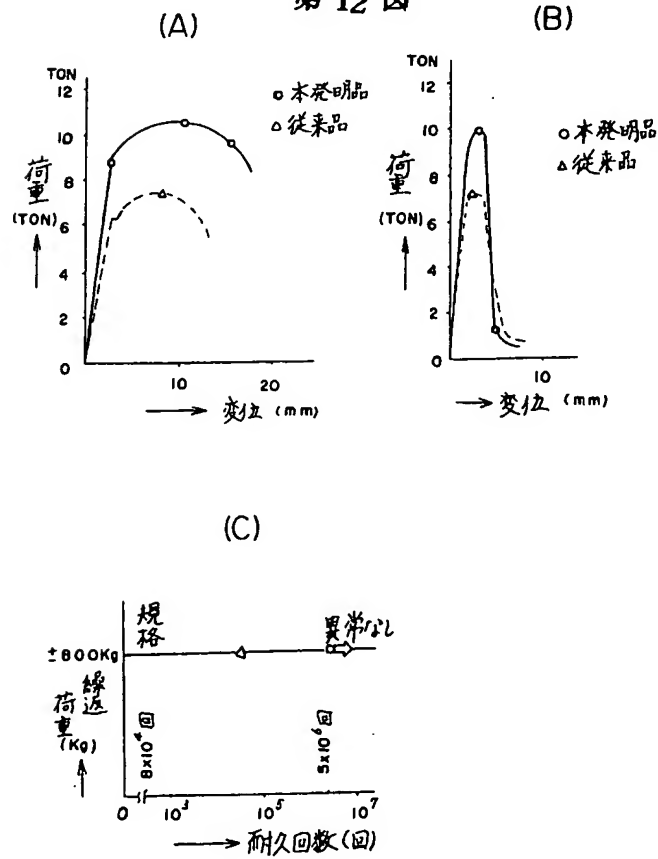 第12図
(A)
TON
12
10
8
6
4
2
0
荷重
(TON)
10
20
変位 (mm)
○ 本発明品
△ 従来品
(B)
TON
12
10
8
6
4
2
0
荷重
(TON)
10
変位 (mm)
○ 本発明品
△ 従来品
(C)
規格
異常なし
±800Kg
繰返
荷重
(Kg)
8×10⁴回
5×10⁶回
0
10³
10⁵
10⁷
耐久回数(回)